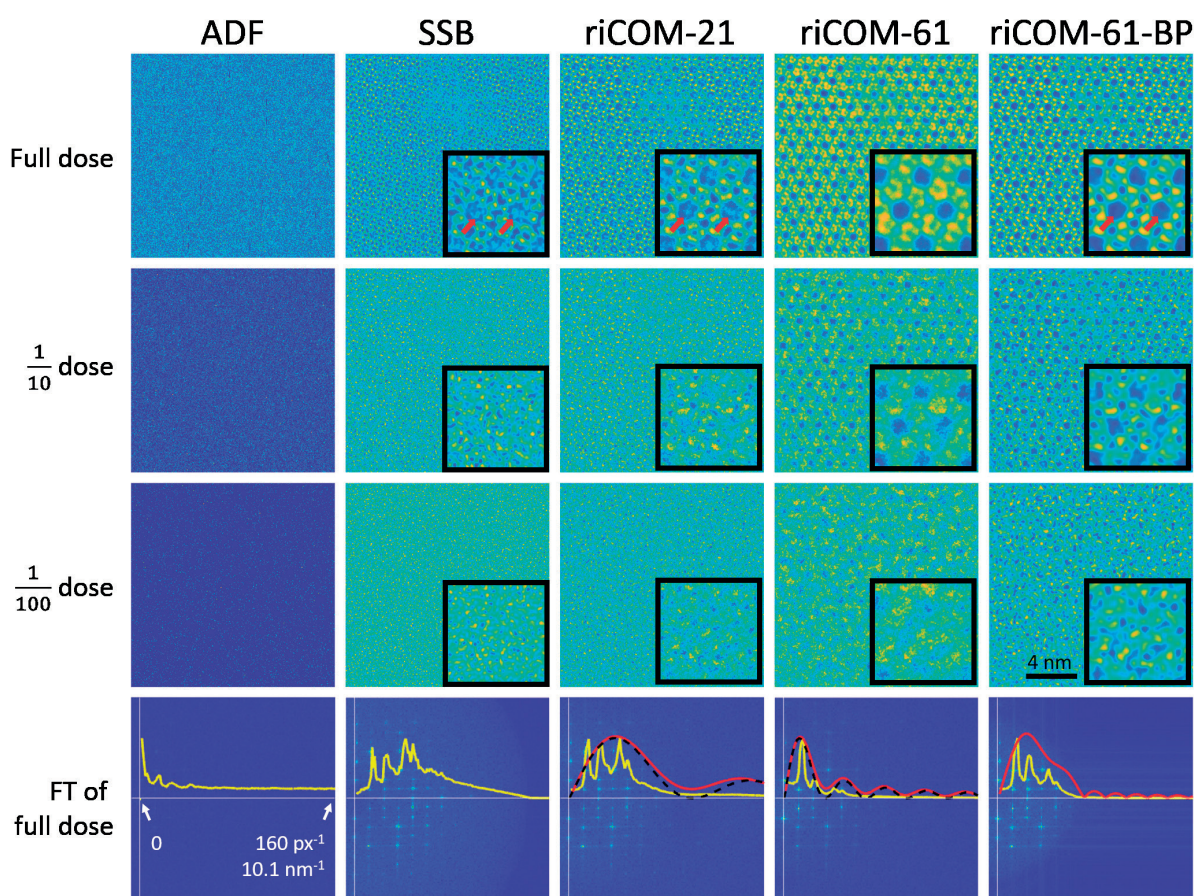 ADF SSB riCOM-21 riCOM-61 riCOM-61-BP
Full dose
1
10 dose
1
100 dose
4 nm
FT of
full dose
0 160 px⁻¹
10.1 nm⁻¹